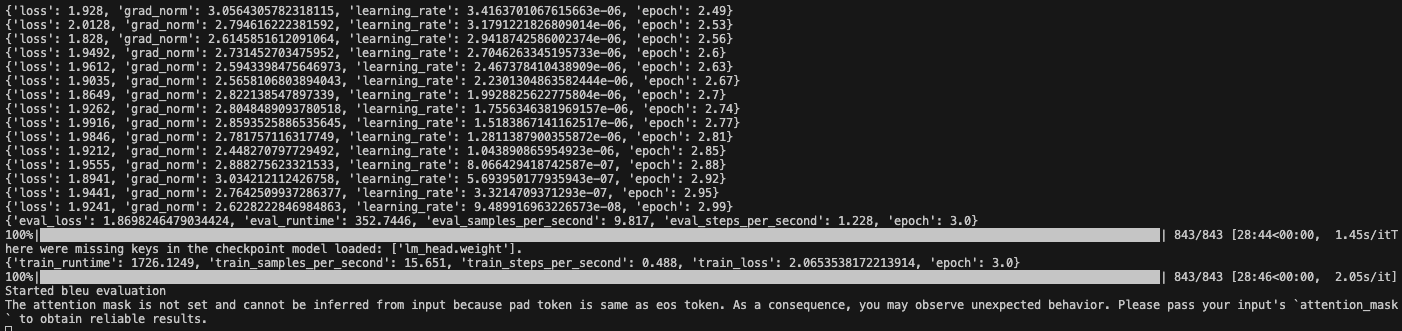 {'loss': 1.928, 'grad_norm': 3.0564305782318115, 'learning_rate': 3.4163701067615663e-06, 'epoch': 2.49}
{'loss': 2.0128, 'grad_norm': 2.794616222381592, 'learning_rate': 3.1791221826809014e-06, 'epoch': 2.53}
{'loss': 1.828, 'grad_norm': 2.6145851612091064, 'learning_rate': 2.9418742586002374e-06, 'epoch': 2.56}
{'loss': 1.9492, 'grad_norm': 2.731452703475952, 'learning_rate': 2.7046263345195733e-06, 'epoch': 2.6}
{'loss': 1.9612, 'grad_norm': 2.5943398475646973, 'learning_rate': 2.467378410438909e-06, 'epoch': 2.63}
{'loss': 1.9035, 'grad_norm': 2.5658106803894043, 'learning_rate': 2.2301304863582444e-06, 'epoch': 2.67}
{'loss': 1.8649, 'grad_norm': 2.822138547897339, 'learning_rate': 1.9928825622775804e-06, 'epoch': 2.7}
{'loss': 1.9262, 'grad_norm': 2.8048489093780518, 'learning_rate': 1.7556346381969157e-06, 'epoch': 2.74}
{'loss': 1.9916, 'grad_norm': 2.8593525886535645, 'learning_rate': 1.5183867141162517e-06, 'epoch': 2.77}
{'loss': 1.9846, 'grad_norm': 2.781757116317749, 'learning_rate': 1.2811387900355872e-06, 'epoch': 2.81}
{'loss': 1.9212, 'grad_norm': 2.448270797729492, 'learning_rate': 1.043890865954923e-06, 'epoch': 2.85}
{'loss': 1.9555, 'grad_norm': 2.888275623321533, 'learning_rate': 8.066429418742587e-07, 'epoch': 2.88}
{'loss': 1.8941, 'grad_norm': 3.034212112426758, 'learning_rate': 5.693950177935943e-07, 'epoch': 2.92}
{'loss': 1.9441, 'grad_norm': 2.7642509937286377, 'learning_rate': 3.3214709371293e-07, 'epoch': 2.95}
{'loss': 1.9241, 'grad_norm': 2.6228222846984863, 'learning_rate': 9.489916963226573e-08, 'epoch': 2.99}
{'eval_loss': 1.8698246479034424, 'eval_runtime': 352.7446, 'eval_samples_per_second': 9.817, 'eval_steps_per_second': 1.228, 'epoch': 3.0}
100%| | 843/843 [28:44<00:00, 1.45s/itT
here were missing keys in the checkpoint model loaded: ['lm_head.weight'].
{'train_runtime': 1726.1249, 'train_samples_per_second': 15.651, 'train_steps_per_second': 0.488, 'train_loss': 2.0653538172213914, 'epoch': 3.0}
100%| | 843/843 [28:46<00:00, 2.05s/it]
Started bleu evaluation
The attention mask is not set and cannot be inferred from input because pad token is same as eos token. As a consequence, you may observe unexpected behavior. Please pass your input's `attention_mask
` to obtain reliable results.